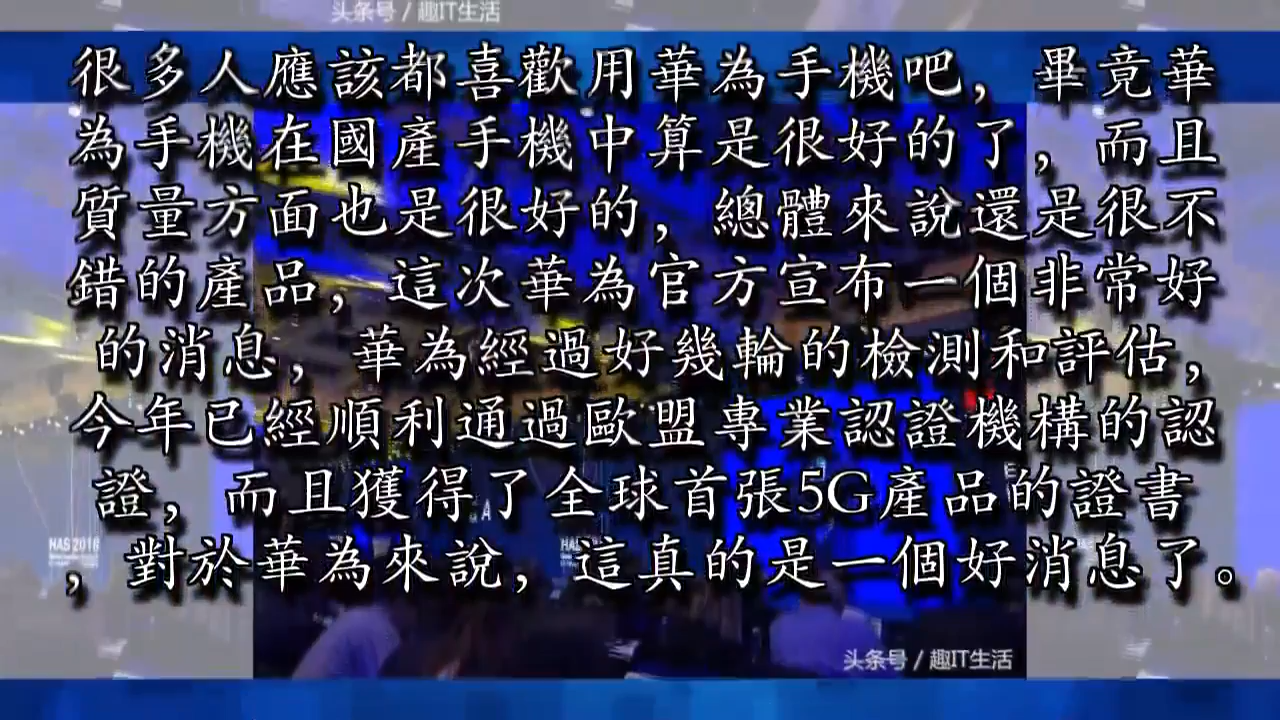 头条号 / 趣IT生活
很多人應該都喜歡用華為手機吧，畢竟華
為手機在國產手機中算是很好的了，而且
質量方面也是很好的，總體來說還是很不
錯的產品，這次華為官方宣布一個非常好
的消息，華為經過好幾輪的檢測和評估，
今年已經順利通過歐盟專業認證機構的認
證，而且獲得了全球首張5G產品的證書
，對於華為來說，這真的是一個好消息了。
HAS 2018
头条号 / 趣IT生活